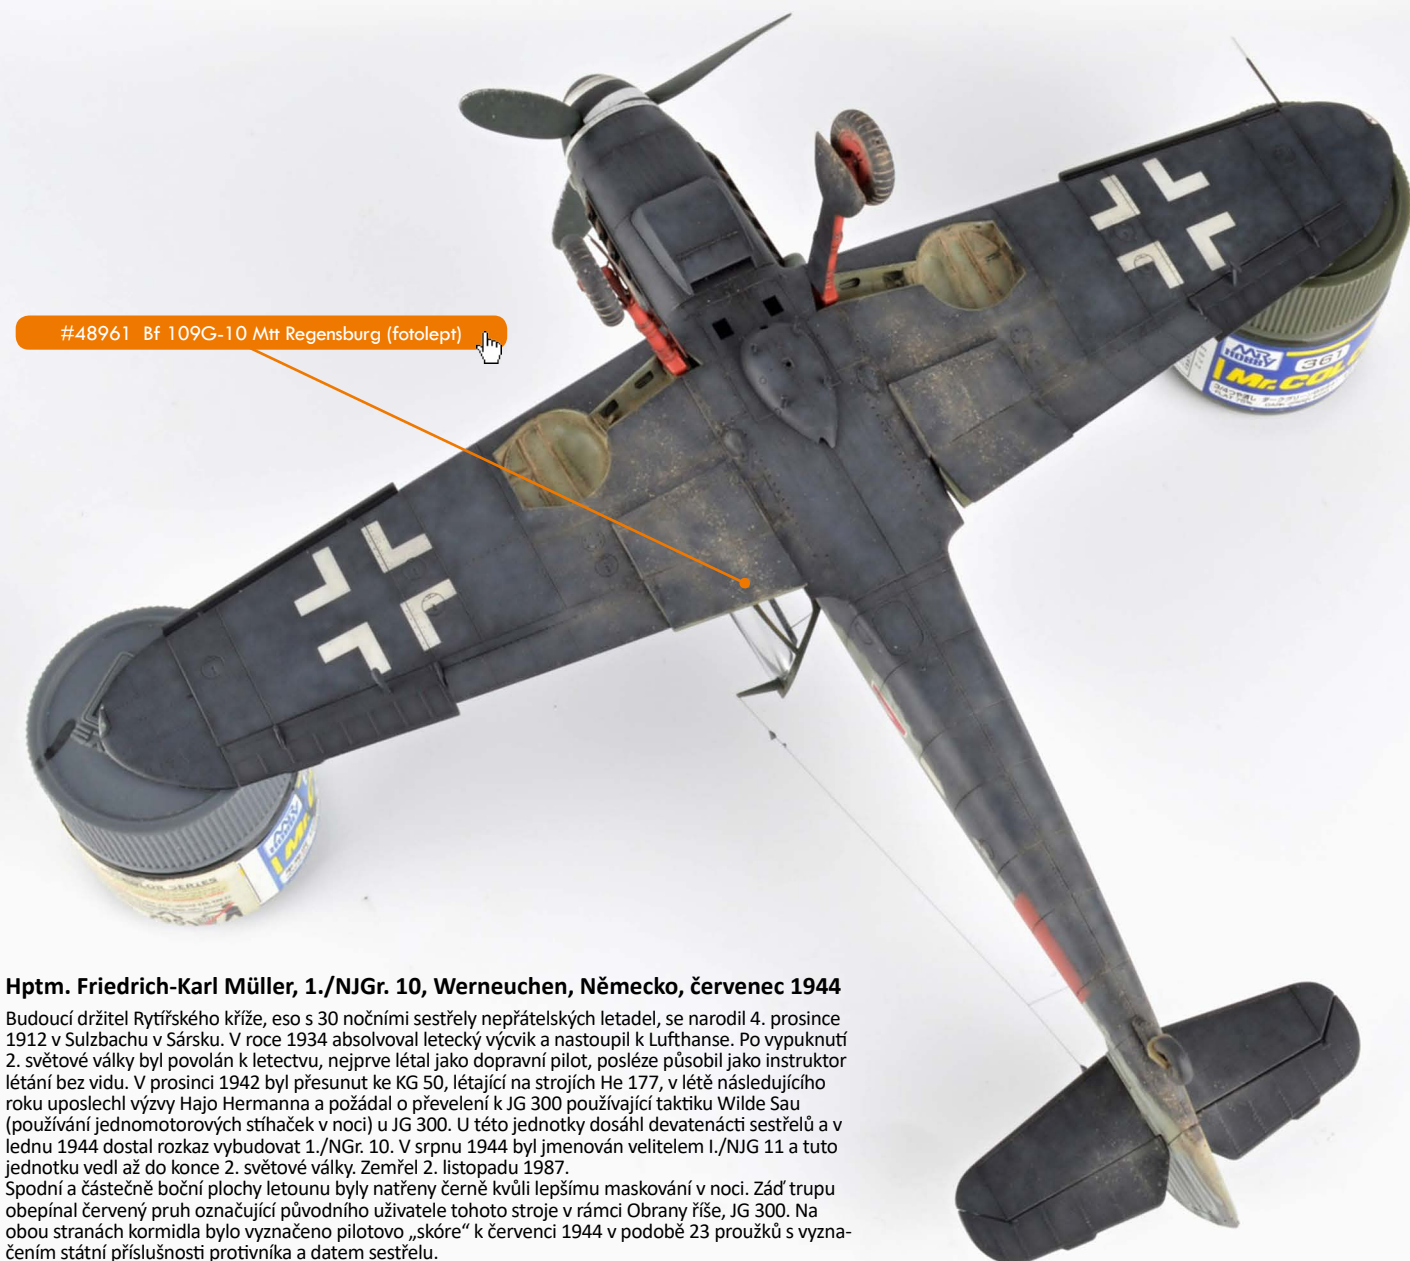 #48961 Bf 109G-10 Mtt Regensburg (fotolept)
MR. HOBBY
361
Mr. COL
Hptm. Friedrich-Karl Müller, 1./NJGr. 10, Werneuchen, Německo, červenec 1944
Budoucí držitel Rytířského kříže, eso s 30 nočními sestřely nepřátelských letadel, se narodil 4. prosince
1912 v Sulzbachu v Sársku. V roce 1934 absolvoval letecký výcvik a nastoupil k Lufthanse. Po vypuknutí
2. světové války byl povolán k letectvu, nejprve létal jako dopravní pilot, posléze působil jako instruktor
létání bez vidu. V prosinci 1942 byl přesunut ke KG 50, létající na strojích He 177, v létě následujícího
roku uposlechl výzvy Hajo Hermanna a požádal o převelení k JG 300 používající taktiku Wilde Sau
(používání jednomotorových stíhaček v noci) u JG 300. U této jednotky dosáhl devatenácti sestřelů a v
lednu 1944 dostal rozkaz vybudovat 1./NGr. 10. V srpnu 1944 byl jmenován velitelem I./NJG 11 a tuto
jednotku vedl až do konce 2. světové války. Zemřel 2. listopadu 1987.
Spodní a částečně boční plochy letounu byly natřeny černě kvůli lepšímu maskování v noci. Záď trupu
obepínal červený pruh označující původního uživatele tohoto stroje v rámci Obrany říše, JG 300. Na
obou stranách kormidla bylo vyznačeno pilotovo „skóre“ k červenci 1944 v podobě 23 proužků s vyzna-
čením státní příslušnosti protivníka a datem sestřelu.